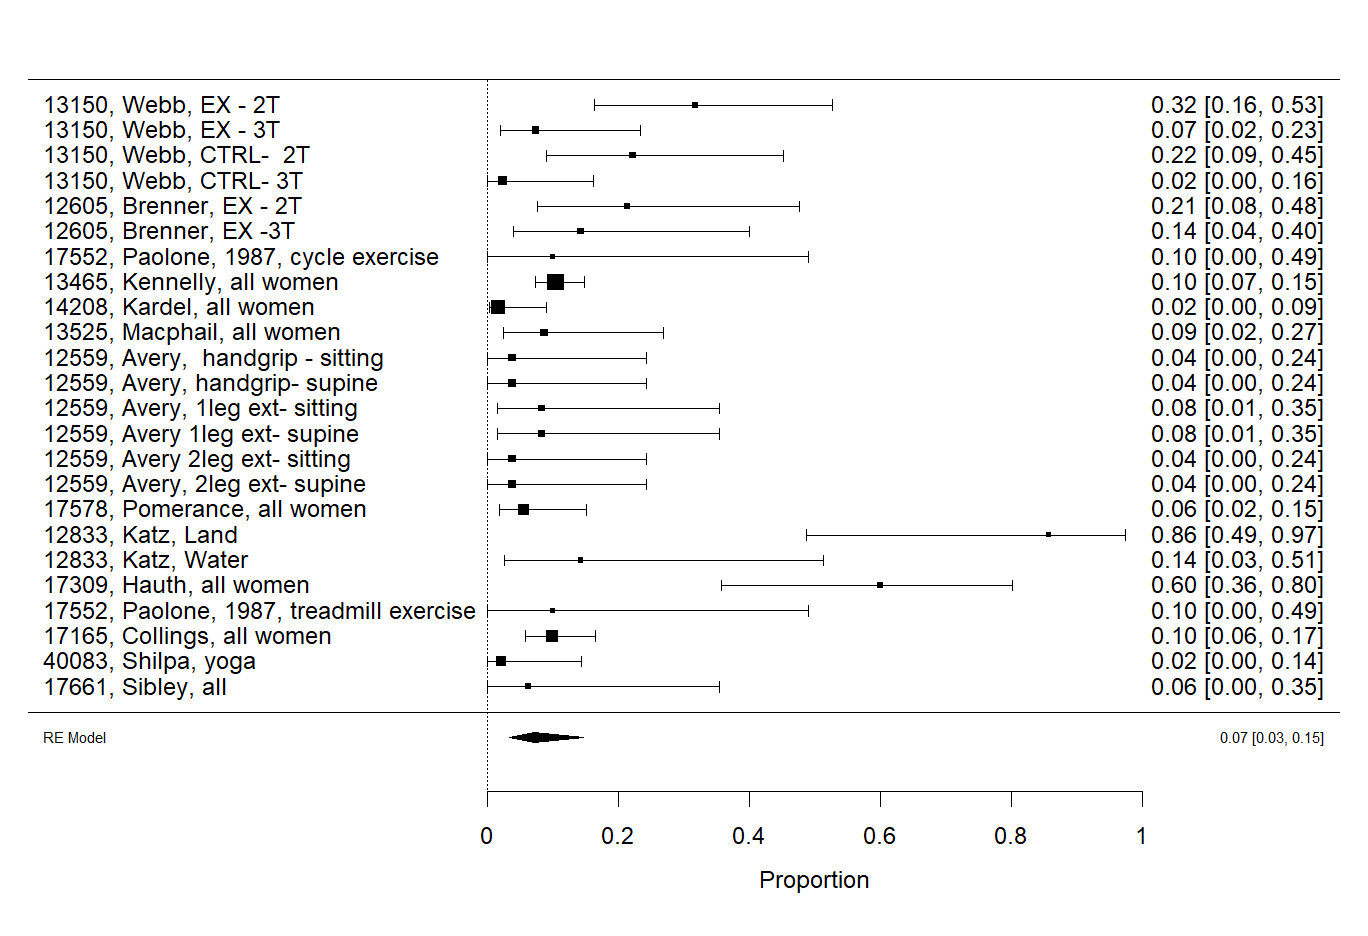 13150, Webb, EX - 2T 0.32 [0.16, 0.53]
13150, Webb, EX - 3T 0.07 [0.02, 0.23]
13150, Webb, CTRL-  2T 0.22 [0.09, 0.45]
13150, Webb, CTRL- 3T 0.02 [0.00, 0.16]
12605, Brenner, EX - 2T 0.21 [0.08, 0.48]
12605, Brenner, EX -3T 0.14 [0.04, 0.40]
17552, Paolone, 1987, cycle exercise 0.10 [0.00, 0.49]
13465, Kennelly, all women 0.10 [0.07, 0.15]
14208, Kardel, all women 0.02 [0.00, 0.09]
13525, Macphail, all women 0.09 [0.02, 0.27]
12559, Avery,  handgrip - sitting 0.04 [0.00, 0.24]
12559, Avery, handgrip- supine 0.04 [0.00, 0.24]
12559, Avery, 1leg ext- sitting 0.08 [0.01, 0.35]
12559, Avery 1leg ext- supine 0.08 [0.01, 0.35]
12559, Avery 2leg ext- sitting 0.04 [0.00, 0.24]
12559, Avery, 2leg ext- supine 0.04 [0.00, 0.24]
17578, Pomerance, all women 0.06 [0.02, 0.15]
12833, Katz, Land 0.86 [0.49, 0.97]
12833, Katz, Water 0.14 [0.03, 0.51]
17309, Hauth, all women 0.60 [0.36, 0.80]
17552, Paolone, 1987, treadmill exercise 0.10 [0.00, 0.49]
17165, Collings, all women 0.10 [0.06, 0.17]
40083, Shilpa, yoga 0.02 [0.00, 0.14]
17661, Sibley, all 0.06 [0.00, 0.35]
RE Model 0.07 [0.03, 0.15]
0 0.2 0.4 0.6 0.8 1
Proportion